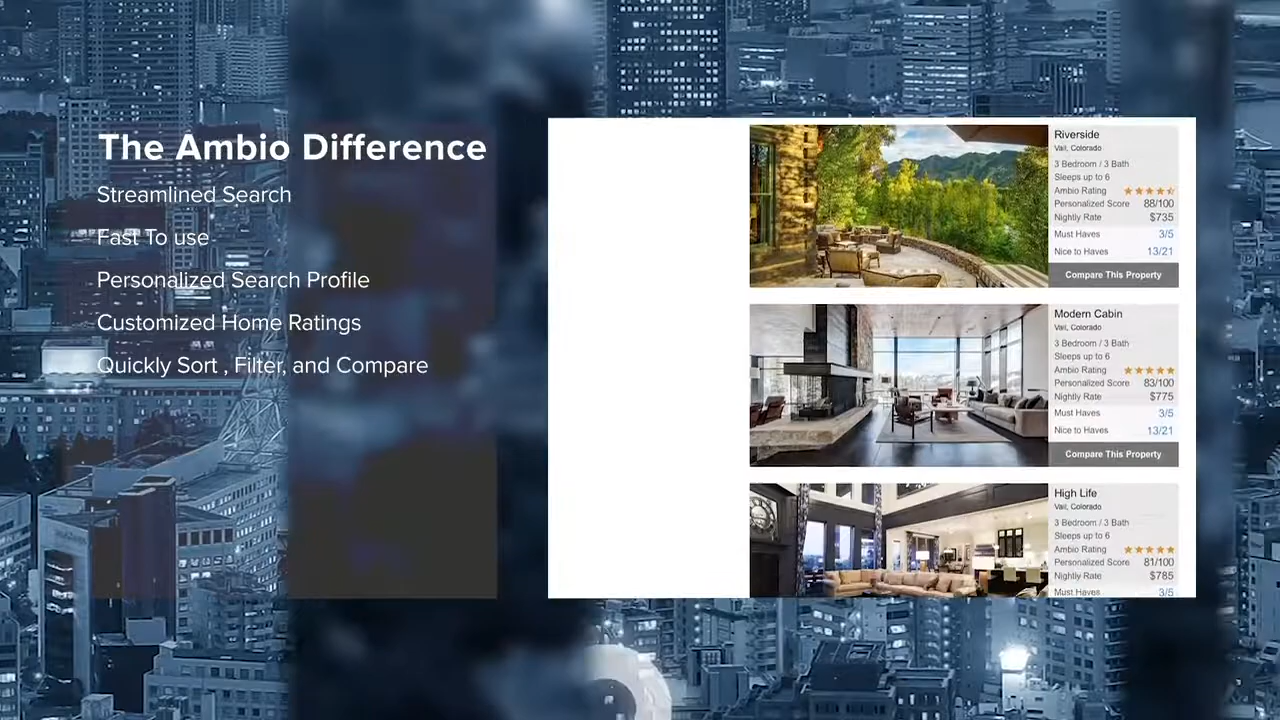 The Ambio Difference
Streamlined Search
Fast To use
Personalized Search Profile
Customized Home Ratings
Quickly Sort , Filter, and Compare
Riverside
Vail, Colorado
3 Bedroom / 3 Bath
Sleeps up to 6
Ambio Rating
Personalized Score 88/100
Nightly Rate $735
Must Haves 3/5
Nice to Haves 13/21
Compare This Property
Modern Cabin
Vail, Colorado
3 Bedroom / 3 Bath
Sleeps up to 6
Ambio Rating
Personalized Score 83/100
Nightly Rate $775
Must Haves 3/5
Nice to Haves 13/21
Compare This Property
High Life
Vail, Colorado
3 Bedroom / 3 Bath
Sleeps up to 6
Ambio Rating
Personalized Score 81/100
Nightly Rate $785
Must Haves 3/5